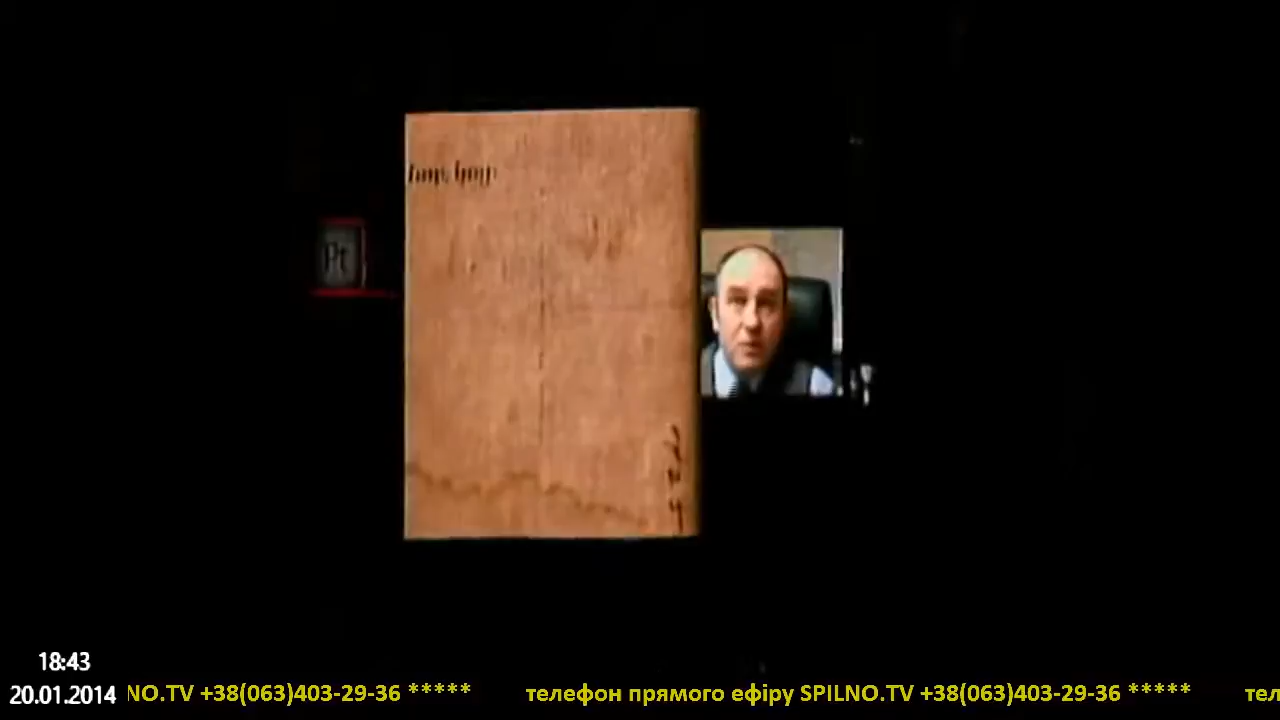 Pt
18:43
20.01.2014 NO.TV +38(063)403-29-36 ***** телефон прямого ефіру SPILNO.TV +38(063)403-29-36 ***** тел